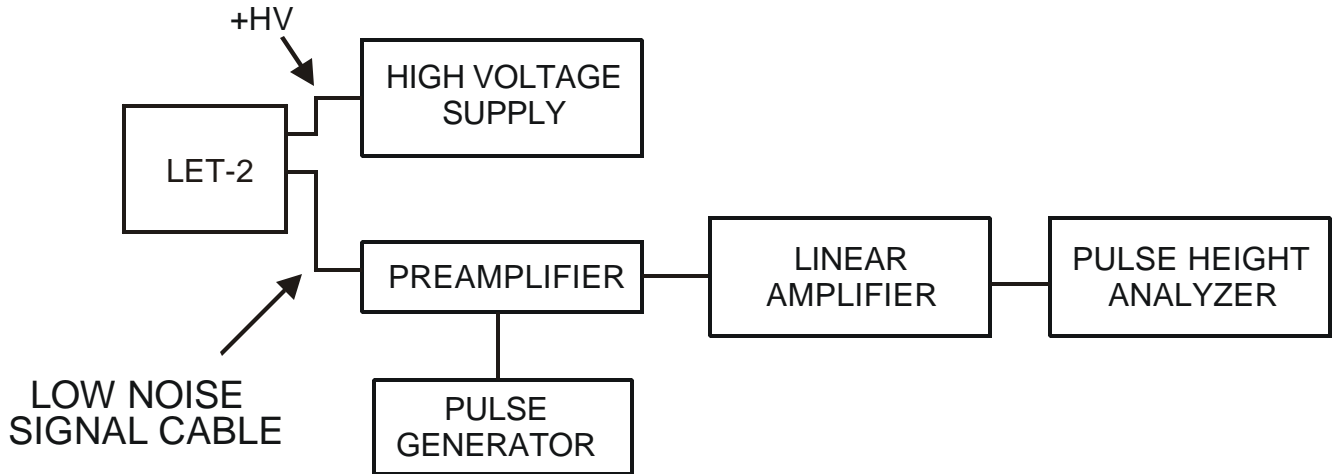 +HV
HIGH VOLTAGE
SUPPLY
LET-2
PREAMPLIFIER
LINEAR
AMPLIFIER
PULSE HEIGHT
ANALYZER
LOW NOISE
SIGNAL CABLE
PULSE
GENERATOR